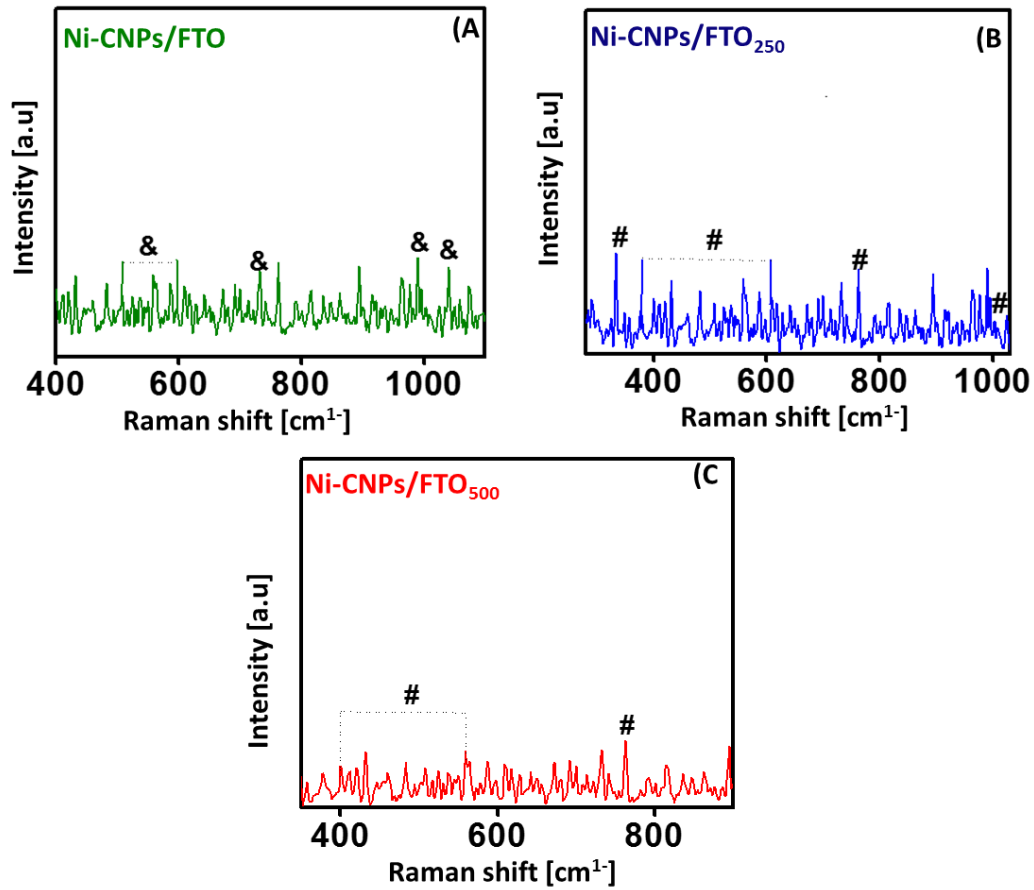 Ni-CNPs/FTO
(A
&
&
&
&
Intensity [a.u]
400
600
800
1000
Raman shift [cm¹⁻]
Ni-CNPs/FTO₂₅₀
(B
#
#
#
#
Intensity [a.u]
400
600
800
1000
Raman shift [cm¹⁻]
Ni-CNPs/FTO₅₀₀
(C
#
#
Intensity [a.u]
400
600
800
Raman shift [cm¹⁻]